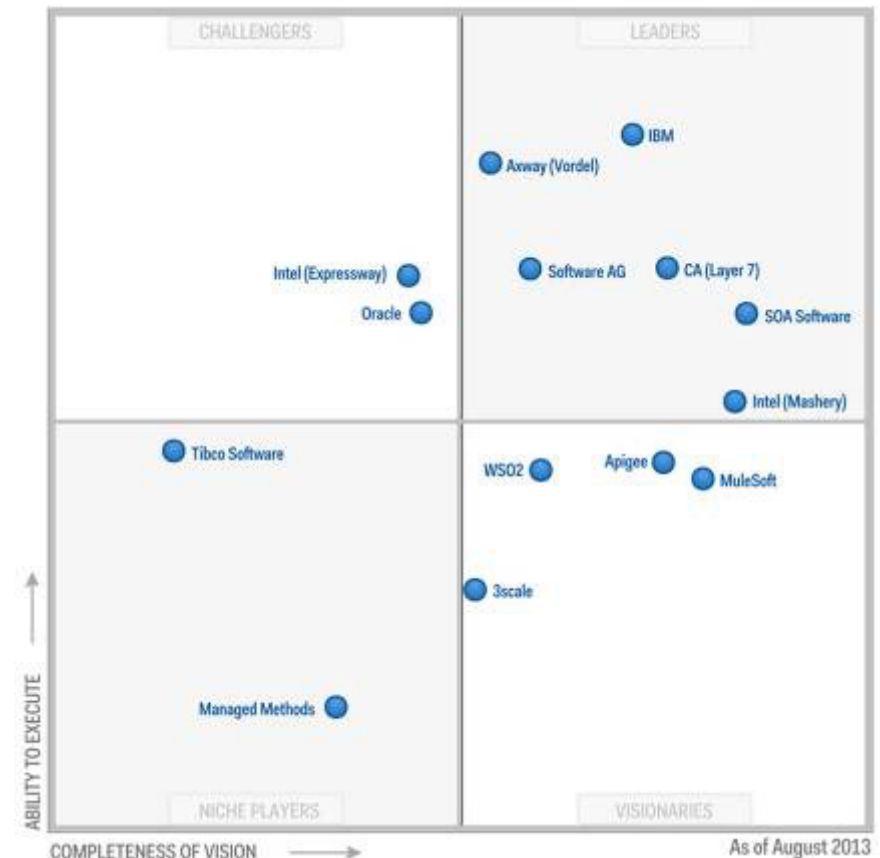 CHALLENGERS
LEADERS
IBM
Axway (Vordel)
Intel (Expressway)
Software AG
CA (Layer 7)
Oracle
SOA Software
Intel (Mashery)
Tibco Software
WSO2
Apigee
MuleSoft
3scale
Managed Methods
ABILITY TO EXECUTE
NICHE PLAYERS
VISIONARIES
COMPLETENESS OF VISION
As of August 2013